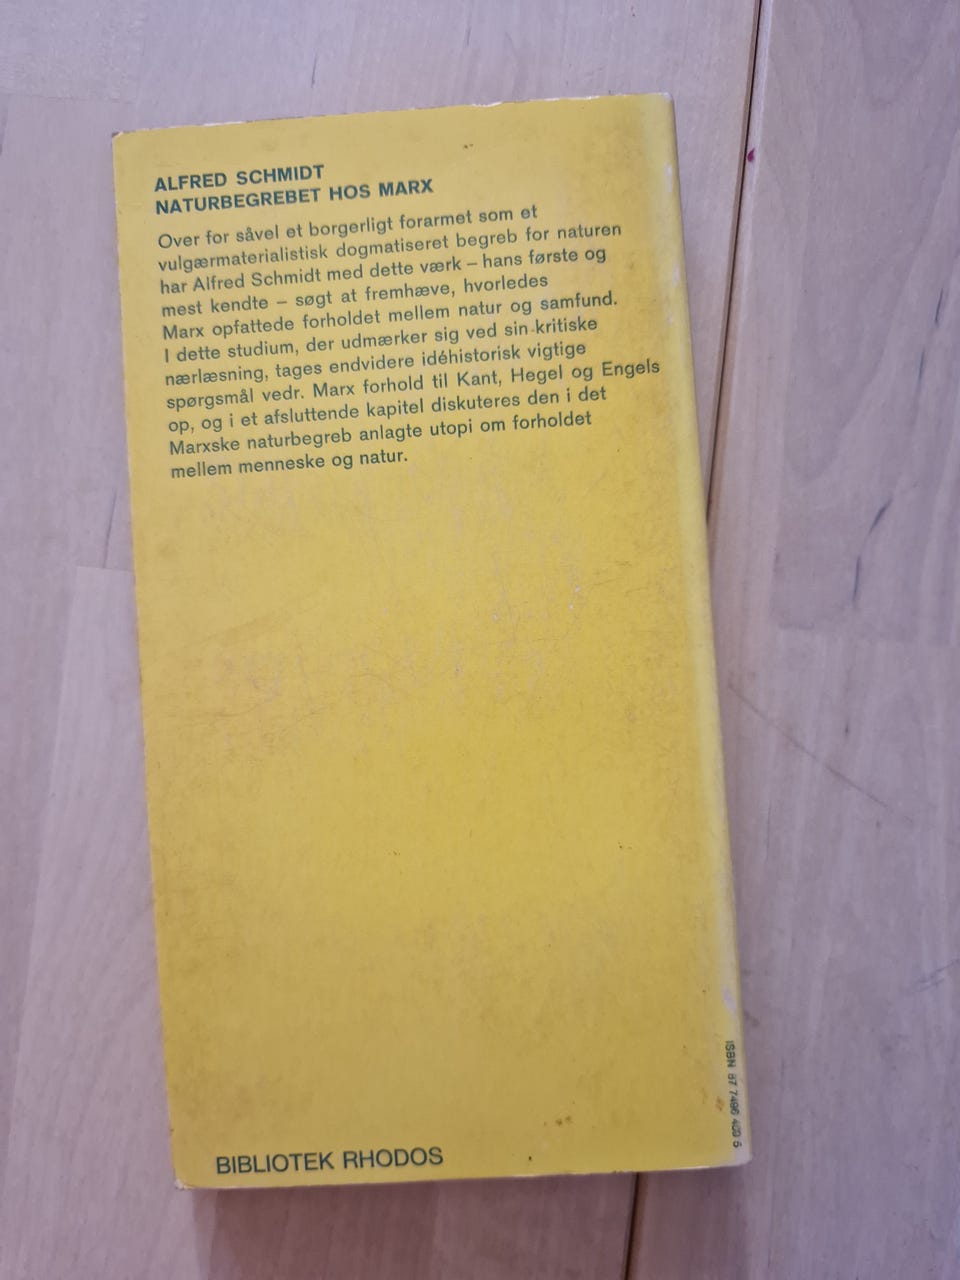 ALFRED SCHMIDT
NATURBEGREBET HOS MARX
Over for såvel et borgerligt forarmet som et
vulgærmaterialistisk dogmatiseret begreb for naturen
har Alfred Schmidt med dette værk – hans første og
mest kendte – søgt at fremhæve, hvorledes
Marx opfattede forholdet mellem natur og samfund.
I dette studium, der udmærker sig ved sin kritiske
nærlæsning, tages endvidere idéhistorisk vigtige
spørgsmål vedr. Marx forhold til Kant, Hegel og Engels
op, og i et afsluttende kapitel diskuteres den i det
Marxske naturbegreb anlagte utopi om forholdet
mellem menneske og natur.
ISBN 87 7496
BIBLIOTEK RHODOS